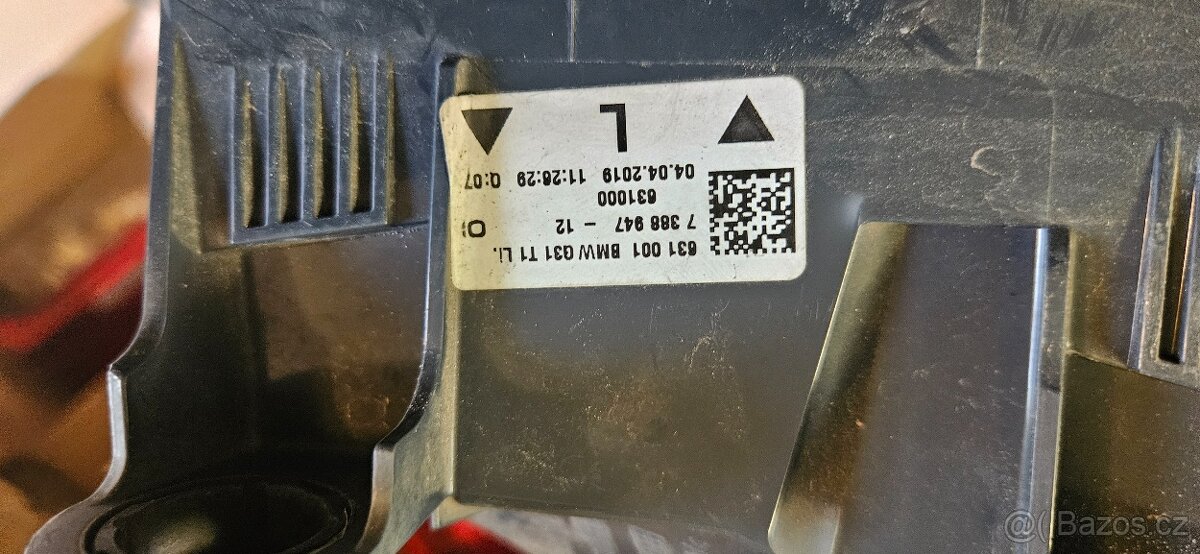 631 001 BMW G31 T1 Li.
7 388 947 - 12
631000
04.04.2019 11:26:29 Q:07
L
@( Bazos.cz